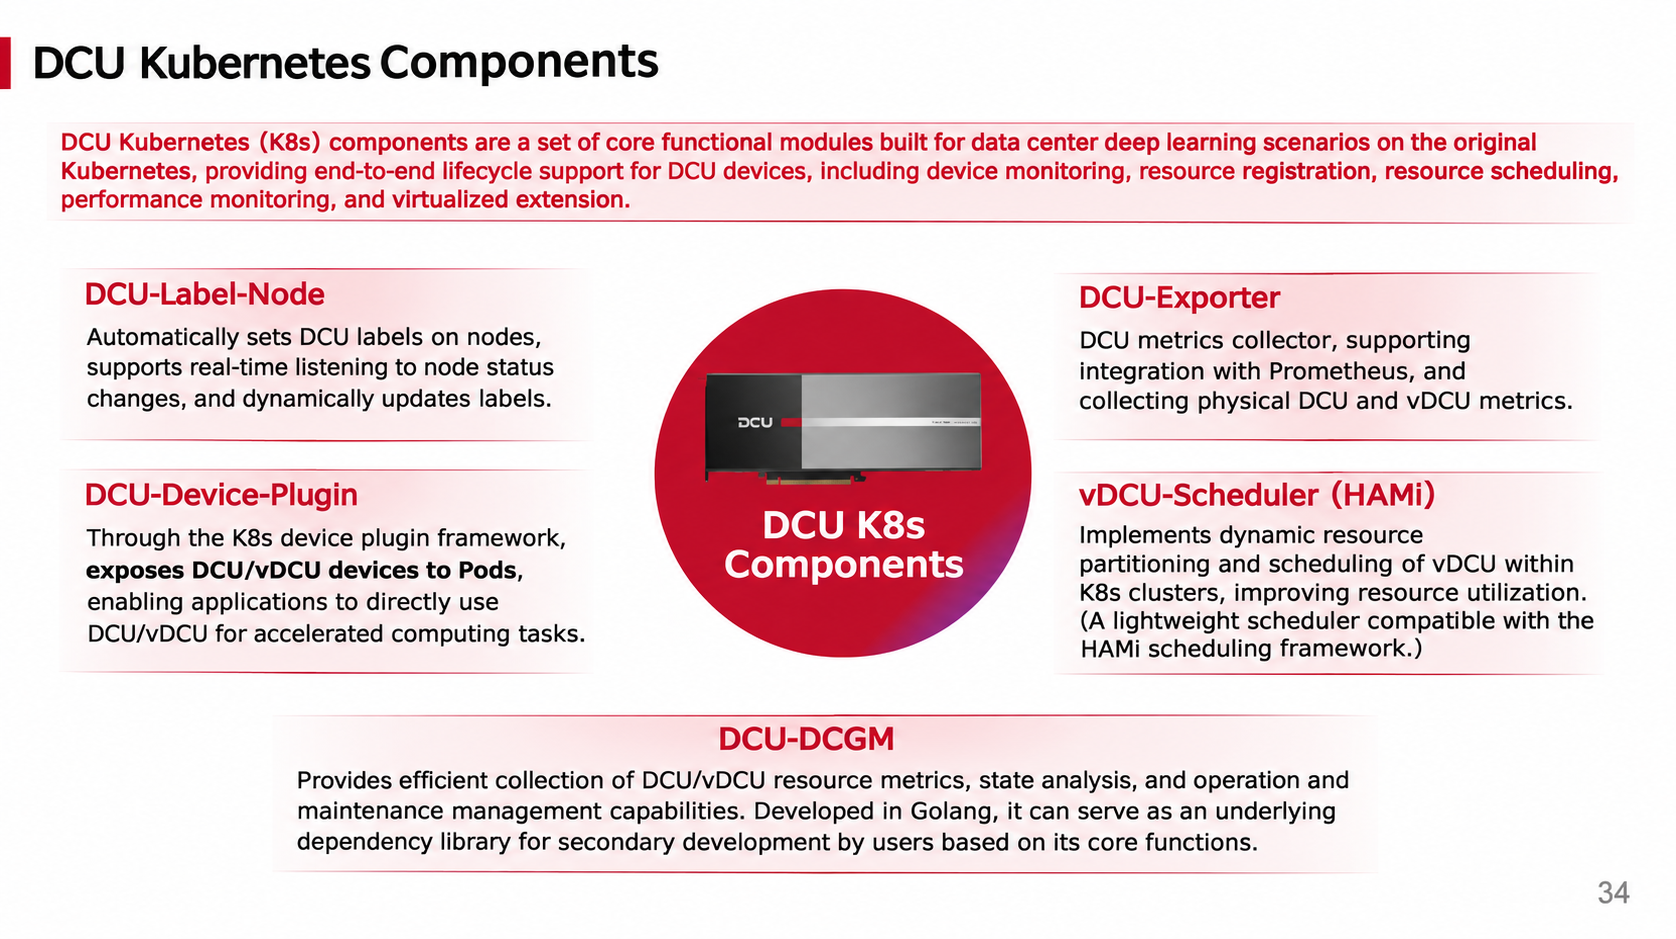 DCU Kubernetes Components
DCU Kubernetes (K8s) components are a set of core functional modules built for data center deep learning scenarios on the original
Kubernetes, providing end-to-end lifecycle support for DCU devices, including device monitoring, resource registration, resource scheduling,
performance monitoring, and virtualized extension.
DCU-Label-Node
Automatically sets DCU labels on nodes,
supports real-time listening to node status
changes, and dynamically updates labels.
DCU-Device-Plugin
Through the K8s device plugin framework,
exposes DCU/vDCU devices to Pods,
enabling applications to directly use
DCU/vDCU for accelerated computing tasks.
DCU
DCU K8s
Components
DCU-Exporter
DCU metrics collector, supporting
integration with Prometheus, and
collecting physical DCU and vDCU metrics.
vDCU-Scheduler (HAMi)
Implements dynamic resource
partitioning and scheduling of vDCU within
K8s clusters, improving resource utilization.
(A lightweight scheduler compatible with the
HAMi scheduling framework.)
DCU-DCGM
Provides efficient collection of DCU/vDCU resource metrics, state analysis, and operation and
maintenance management capabilities. Developed in Golang, it can serve as an underlying
dependency library for secondary development by users based on its core functions.
34